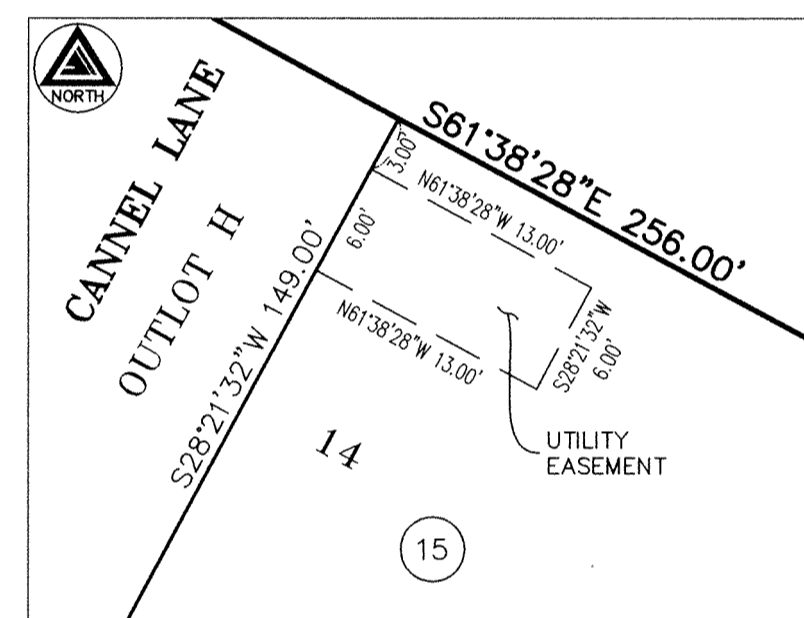 NORTH
CANNEL LANE
OUTLOT H
S61°38'28"E 256.00'
3.00'
N61°38'28"W 13.00'
6.00'
S28°21'32"W 149.00'
N61°38'28"W 13.00'
S28°21'32"W
6.00'
14
UTILITY
EASEMENT
15